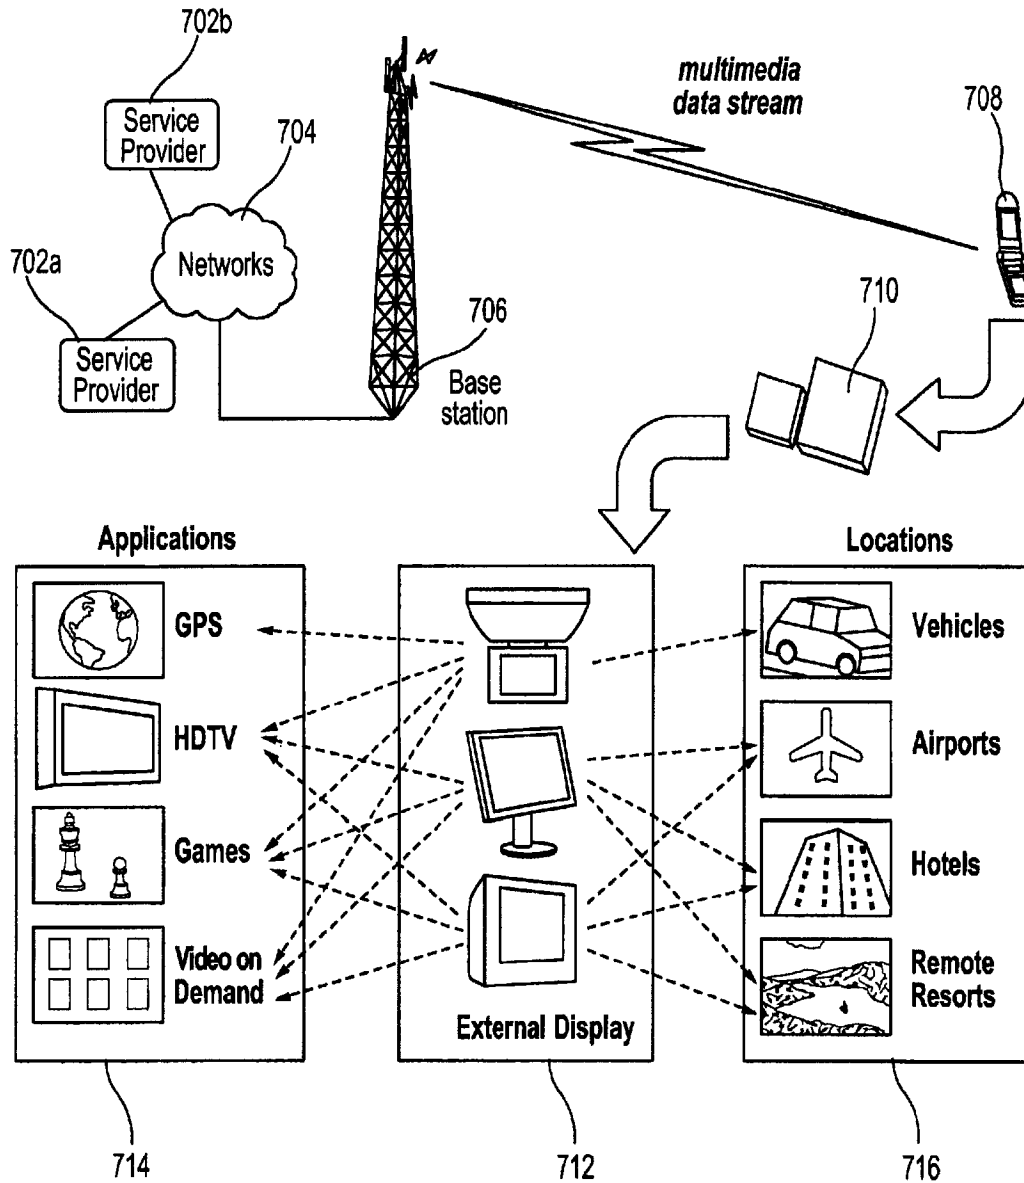 702b
Service
Provider
704
multimedia
data stream
708
702a
Networks
Service
Provider
706
Base
station
710
Applications
GPS
HDTV
Games
Video on
Demand
External Display
Locations
Vehicles
Airports
Hotels
Remote
Resorts
714
712
716